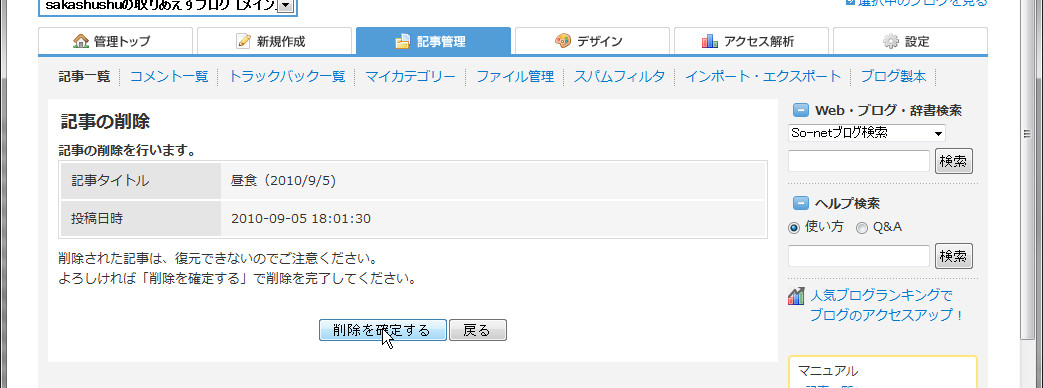 sakashushuの取りあえずブログ [メイン]
選択中のブログを見る
管理トップ
新規作成
記事管理
デザイン
アクセス解析
設定
記事一覧 コメント一覧 トラックバック一覧 マイカテゴリー ファイル管理 スパムフィルタ インポート・エクスポート ブログ製本
記事の削除
記事の削除を行います。
記事タイトル 昼食（2010/9/5)
投稿日時 2010-09-05 18:01:30
削除された記事は、復元できないのでご注意ください。
よろしければ「削除を確定する」で削除を完了してください。
削除を確定する 戻る
Web・ブログ・辞書検索
So-netブログ検索
検索
ヘルプ検索
使い方 Q&A
検索
人気ブログランキングで
ブログのアクセスアップ！
マニュアル